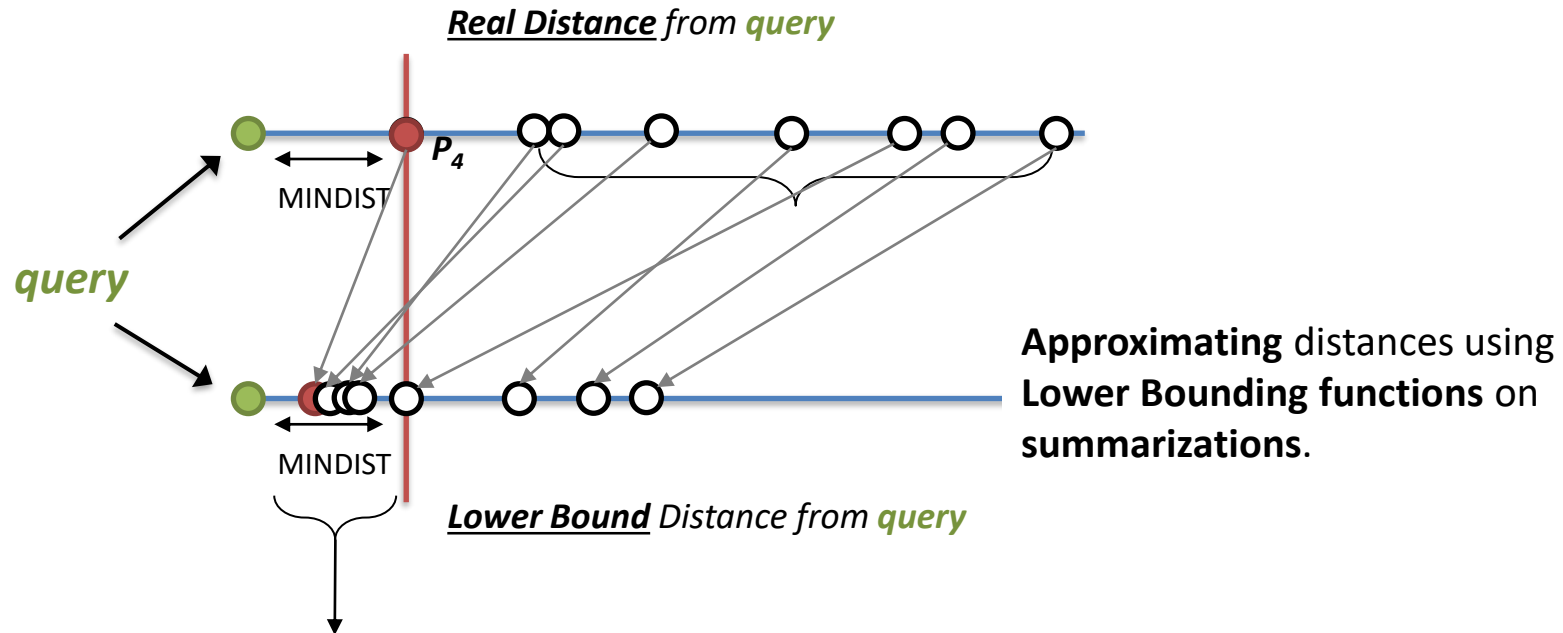 Real Distance from query
P4
MINDIST
query
Approximating distances using
Lower Bounding functions on
summarizations.
MINDIST
Lower Bound Distance from query